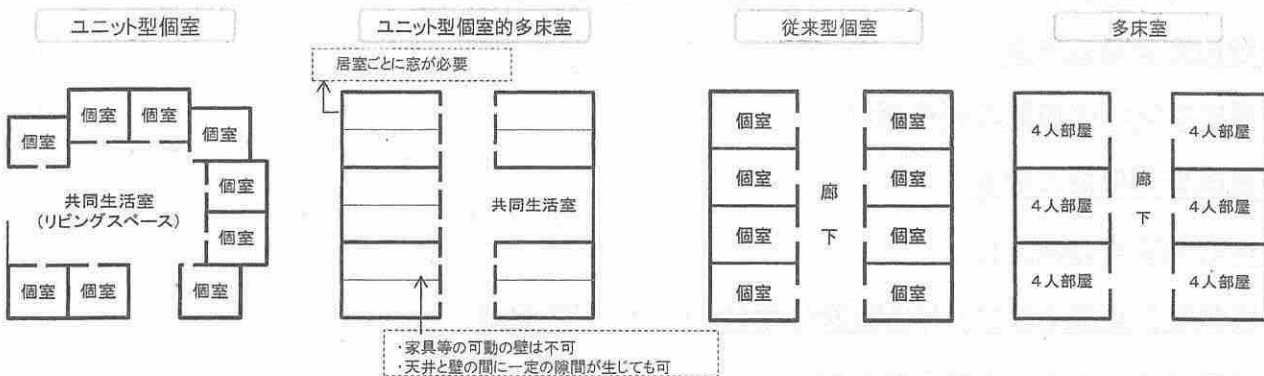 ユニット型個室
ユニット型個室的多床室
従来型個室
多床室
居室ごとに窓が必要
個室
個室
個室
個室
個室
個室
個室
個室
個室
共同生活室
(リビングスペース)
共同生活室
・家具等の可動の壁は不可
・天井と壁の間に一定の隙間が生じても可
個室
個室
個室
個室
個室
個室
個室
個室
廊
下
4人部屋
4人部屋
4人部屋
4人部屋
4人部屋
4人部屋
廊
下